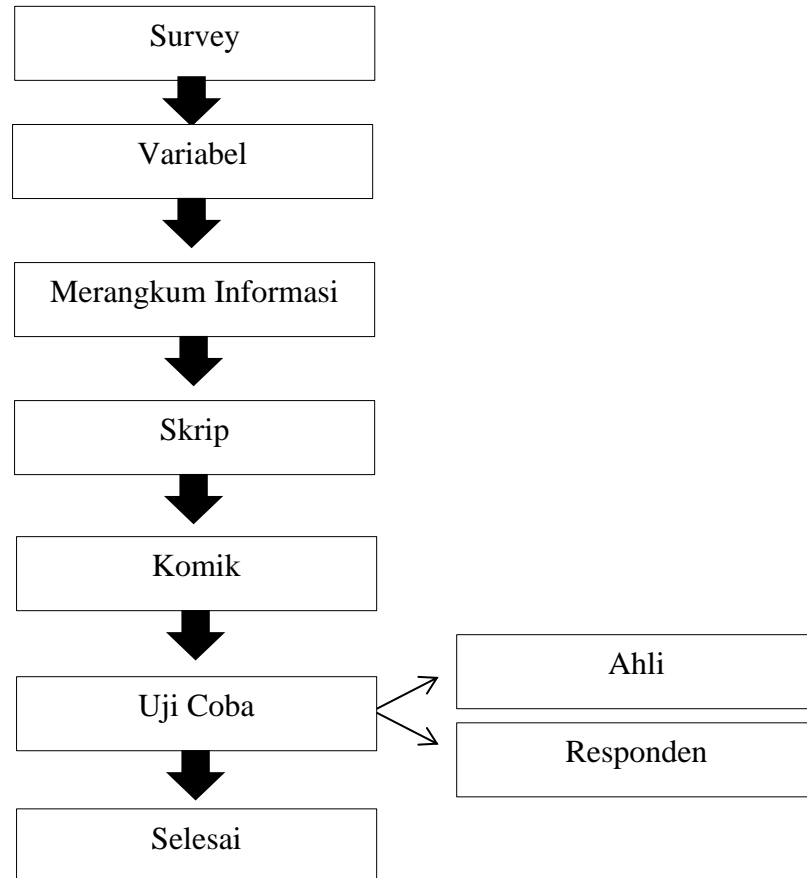 Survey
Variabel
Merangkum Informasi
Skrip
Komik
Uji Coba
Ahli
Responden
Selesai